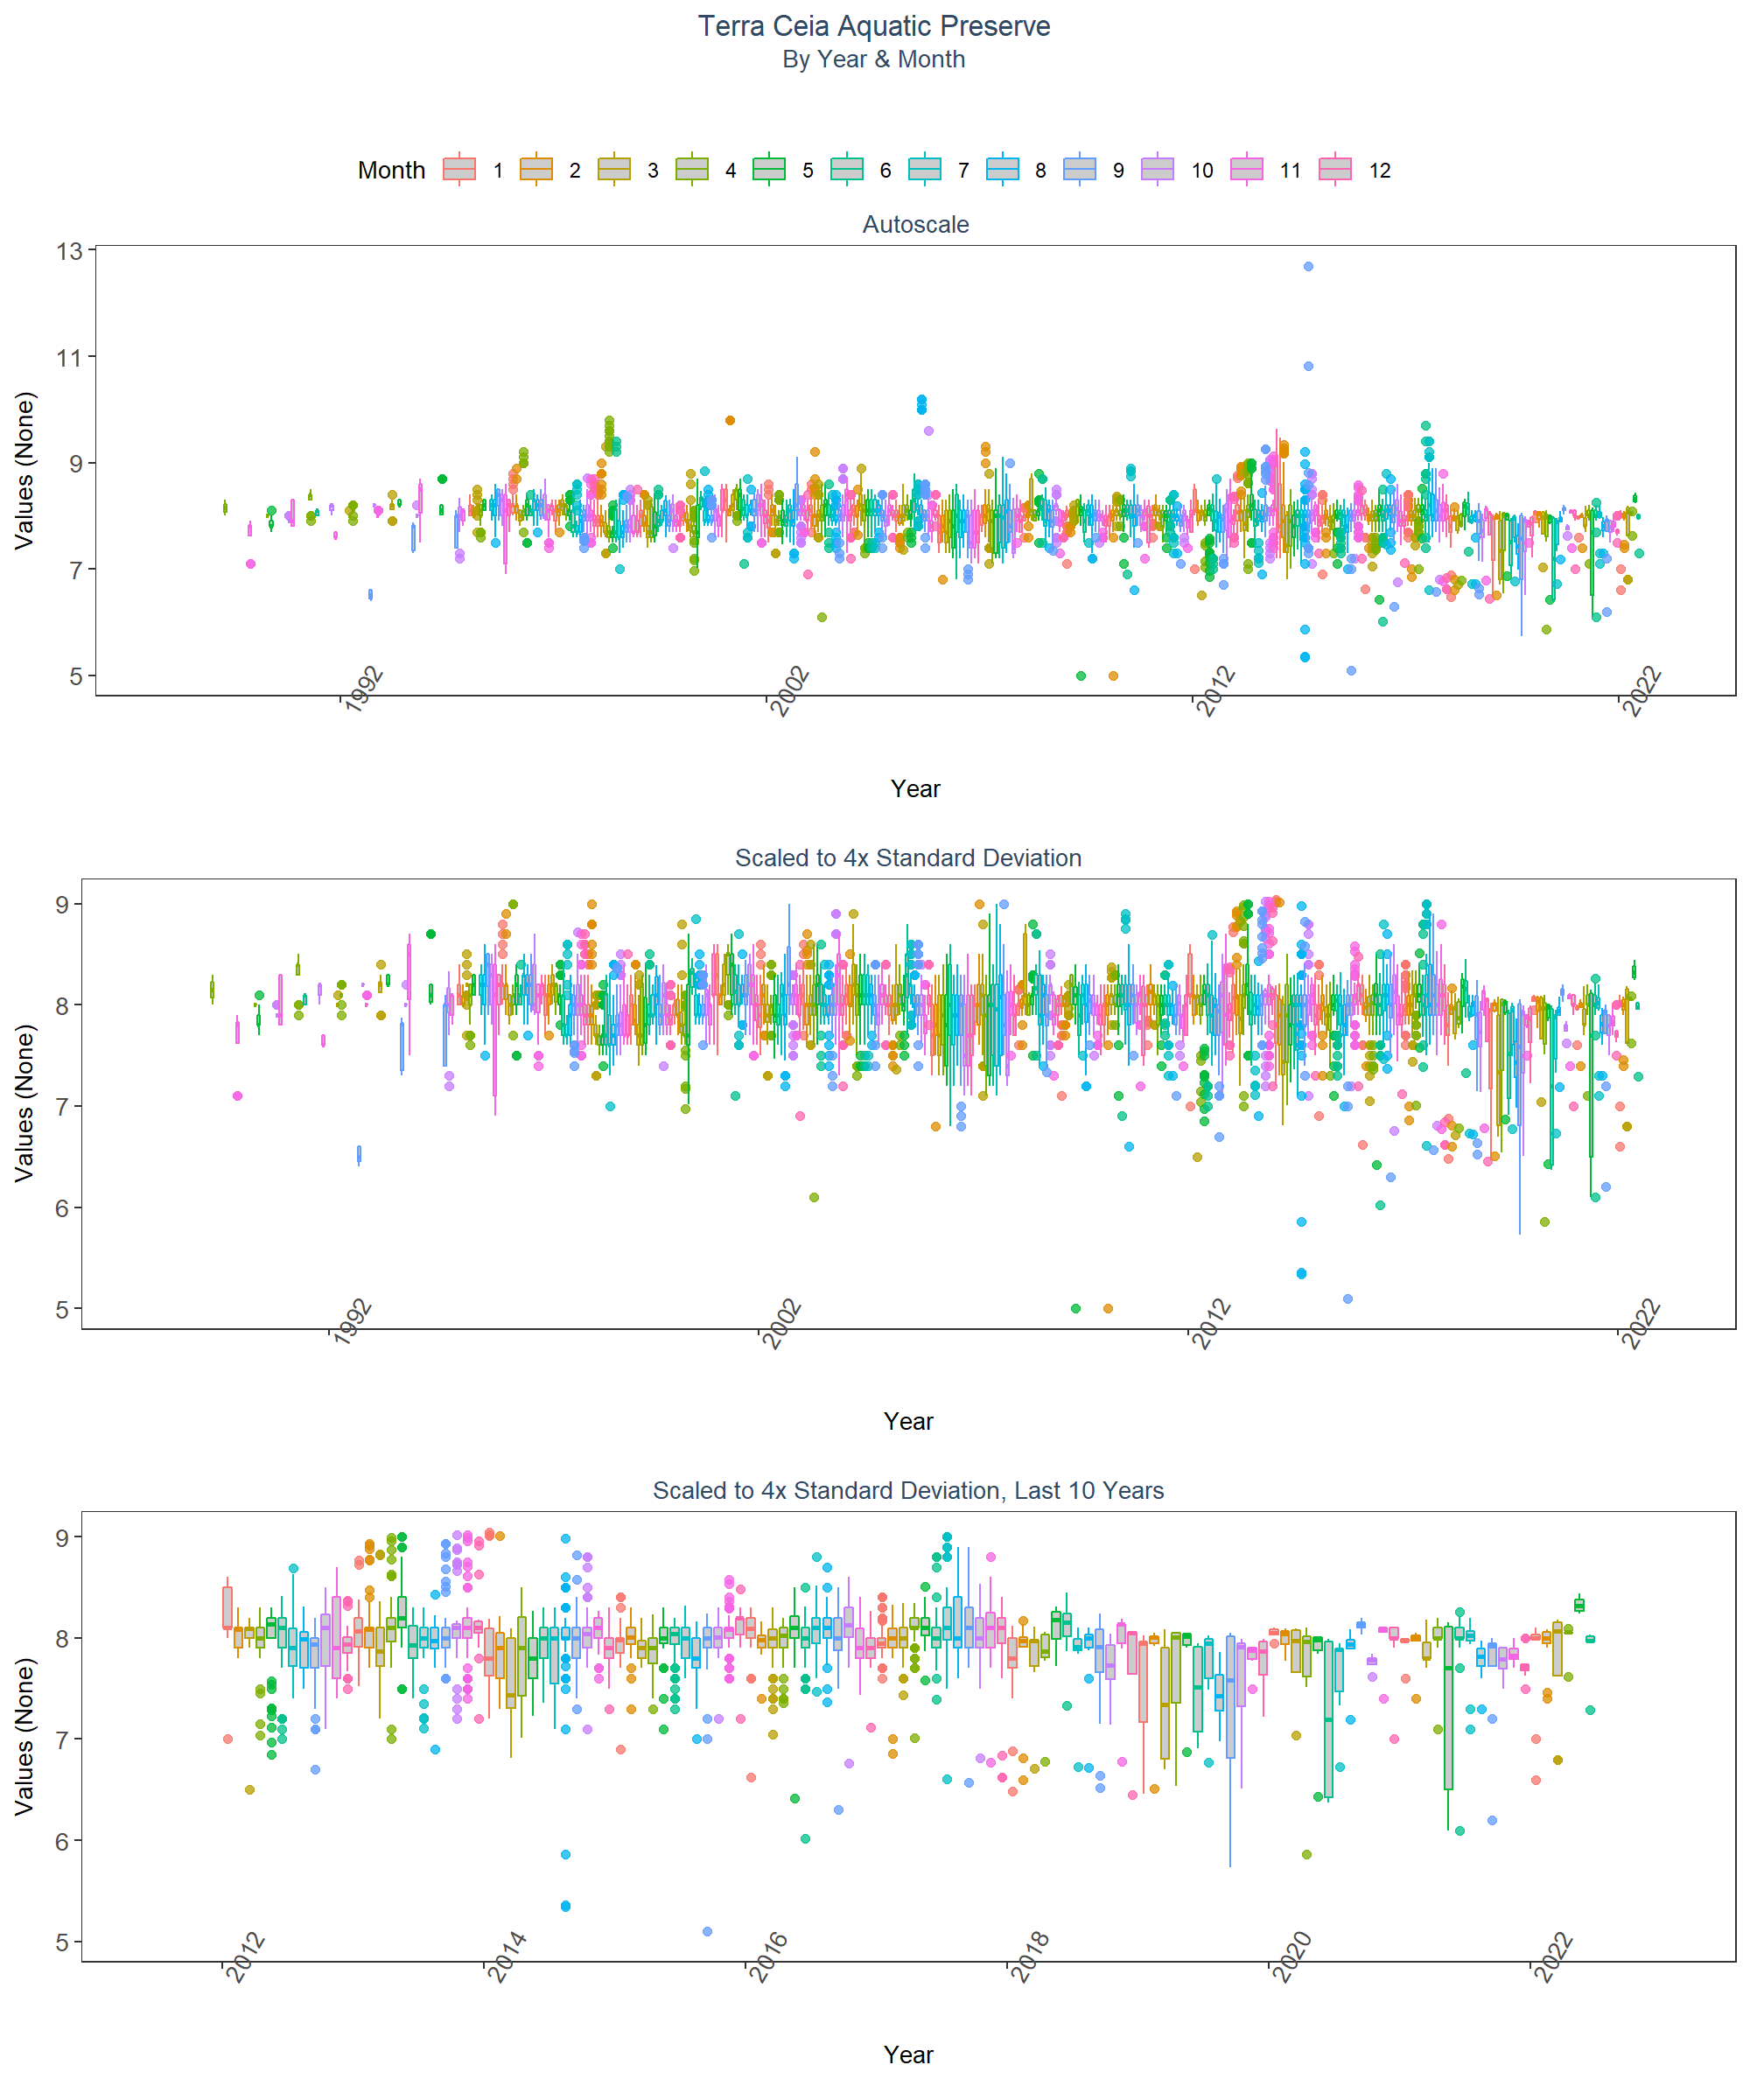 Terra Ceia Aquatic Preserve
By Year & Month
Month 1 2 3 4 5 6 7 8 9 10 11 12
Autoscale
Values (None)
13
11
9
7
5
1992 2002 2012 2022
Year
Scaled to 4x Standard Deviation
Values (None)
9
8
7
6
5
1992 2002 2012 2022
Year
Scaled to 4x Standard Deviation, Last 10 Years
Values (None)
9
8
7
6
5
2012 2014 2016 2018 2020 2022
Year